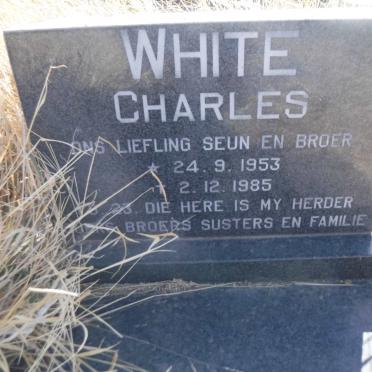 WHITE
CHARLES
ONS LIEFLING SEUN EN BROER
* 24. 9. 1953
✝ 2. 12. 1985
23. DIE HERE IS MY HERDER
BROERS SUSTERS EN FAMILIE